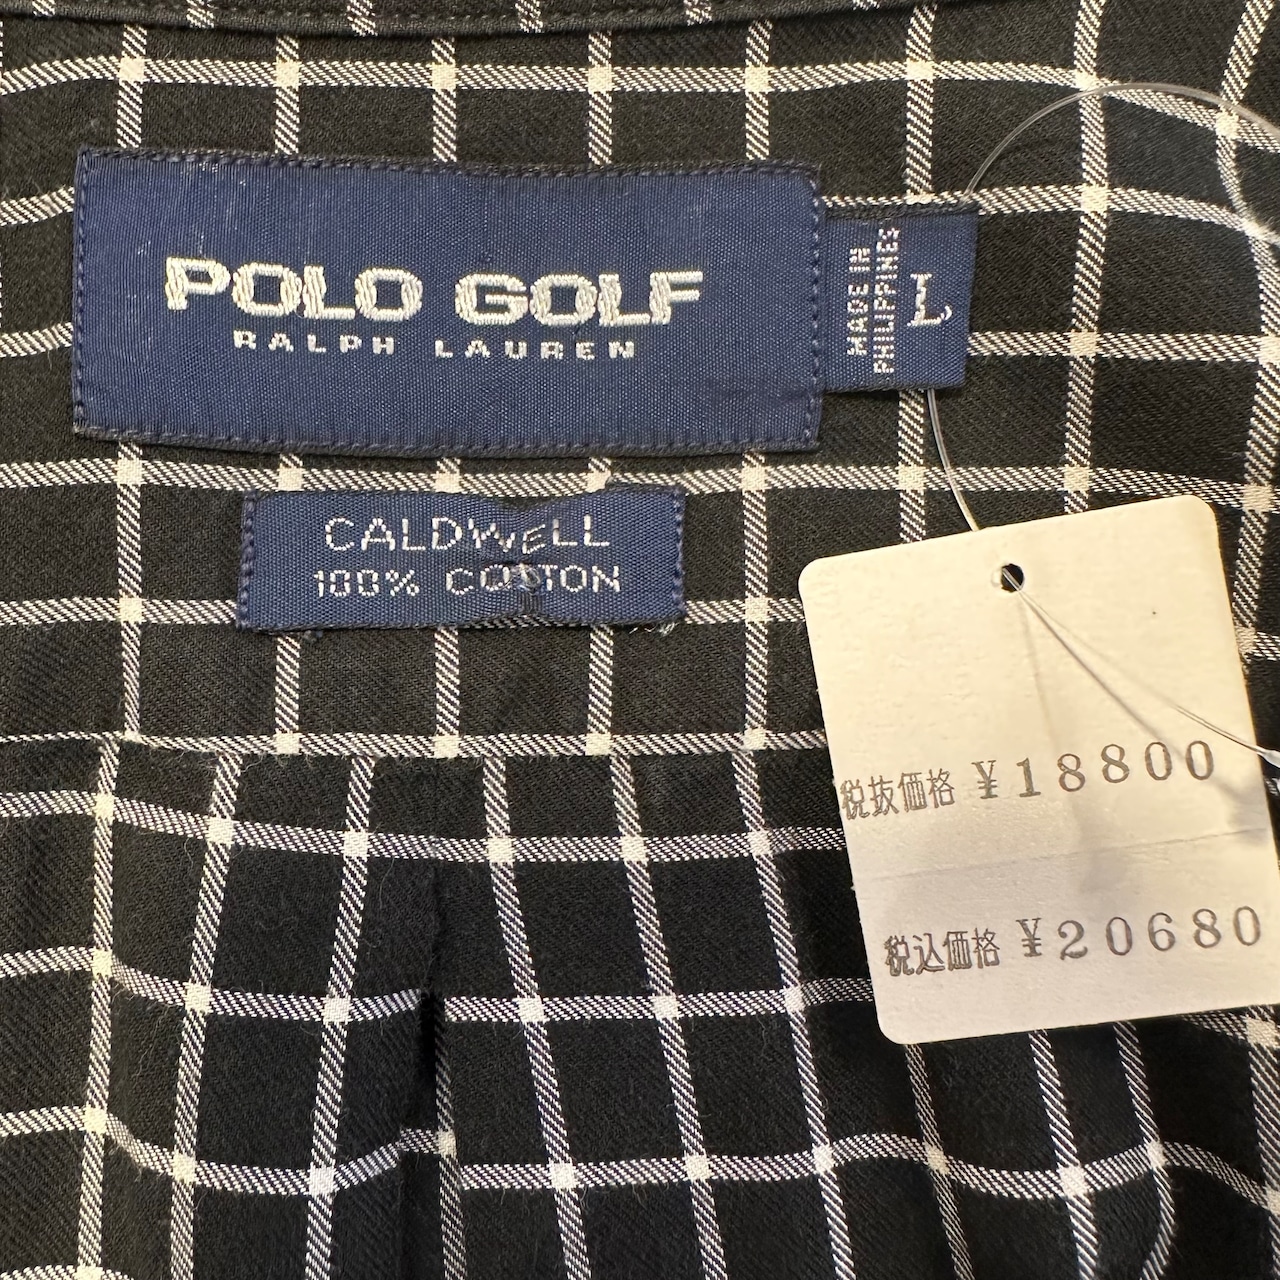 POLO GOLF
RALPH LAUREN
MADE IN
PHILIPPINES
L
CALDWELL
100% COTTON
税抜価格 ¥18800
税込価格 ¥20680